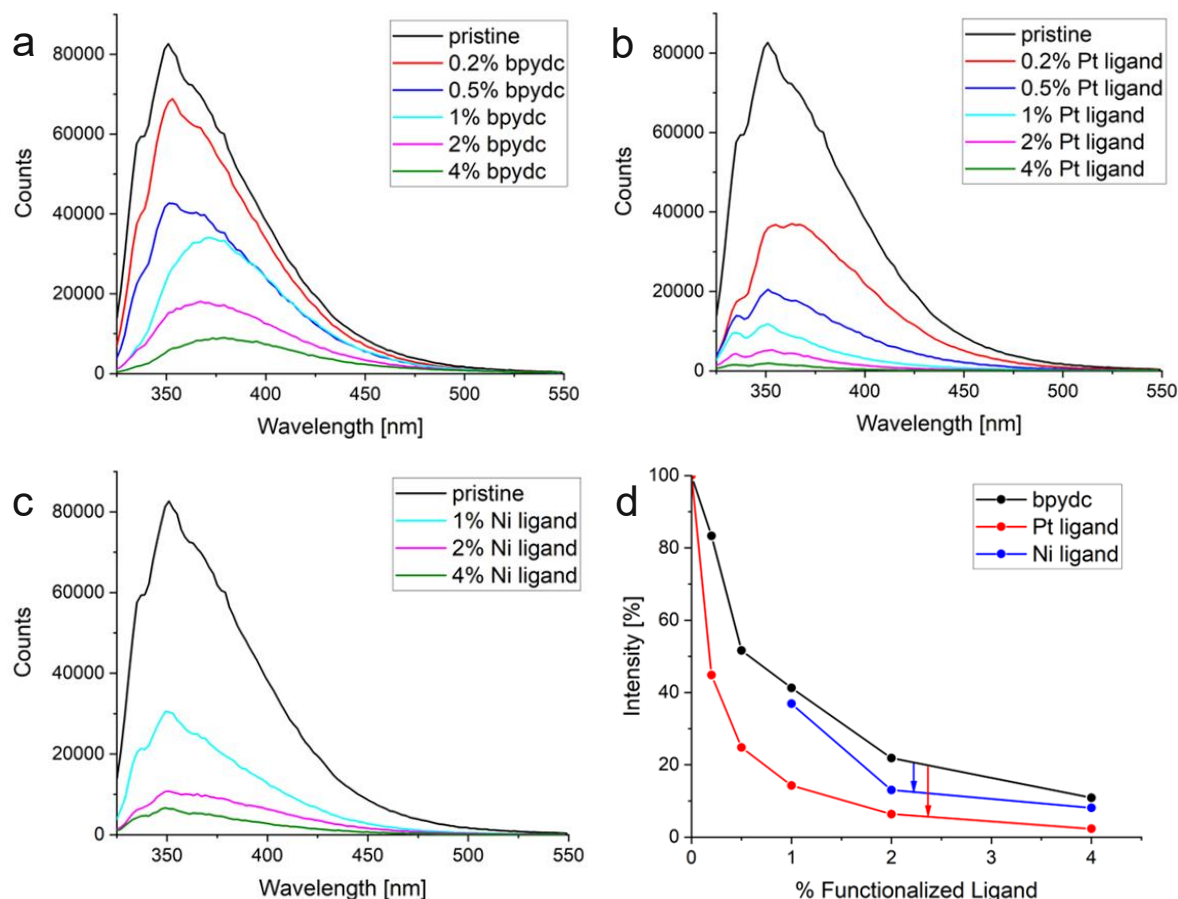 a
pristine
0.2% bpydc
0.5% bpydc
1% bpydc
2% bpydc
4% bpydc
80000
60000
40000
20000
0
Counts
350 400 450 500 550
Wavelength [nm]
b
pristine
0.2% Pt ligand
0.5% Pt ligand
1% Pt ligand
2% Pt ligand
4% Pt ligand
80000
60000
40000
20000
0
Counts
350 400 450 500 550
Wavelength [nm]
c
pristine
1% Ni ligand
2% Ni ligand
4% Ni ligand
80000
60000
40000
20000
0
Counts
350 400 450 500 550
Wavelength [nm]
d
bpydc
Pt ligand
Ni ligand
100
80
60
40
20
0
Intensity [%]
0 1 2 3 4
% Functionalized Ligand